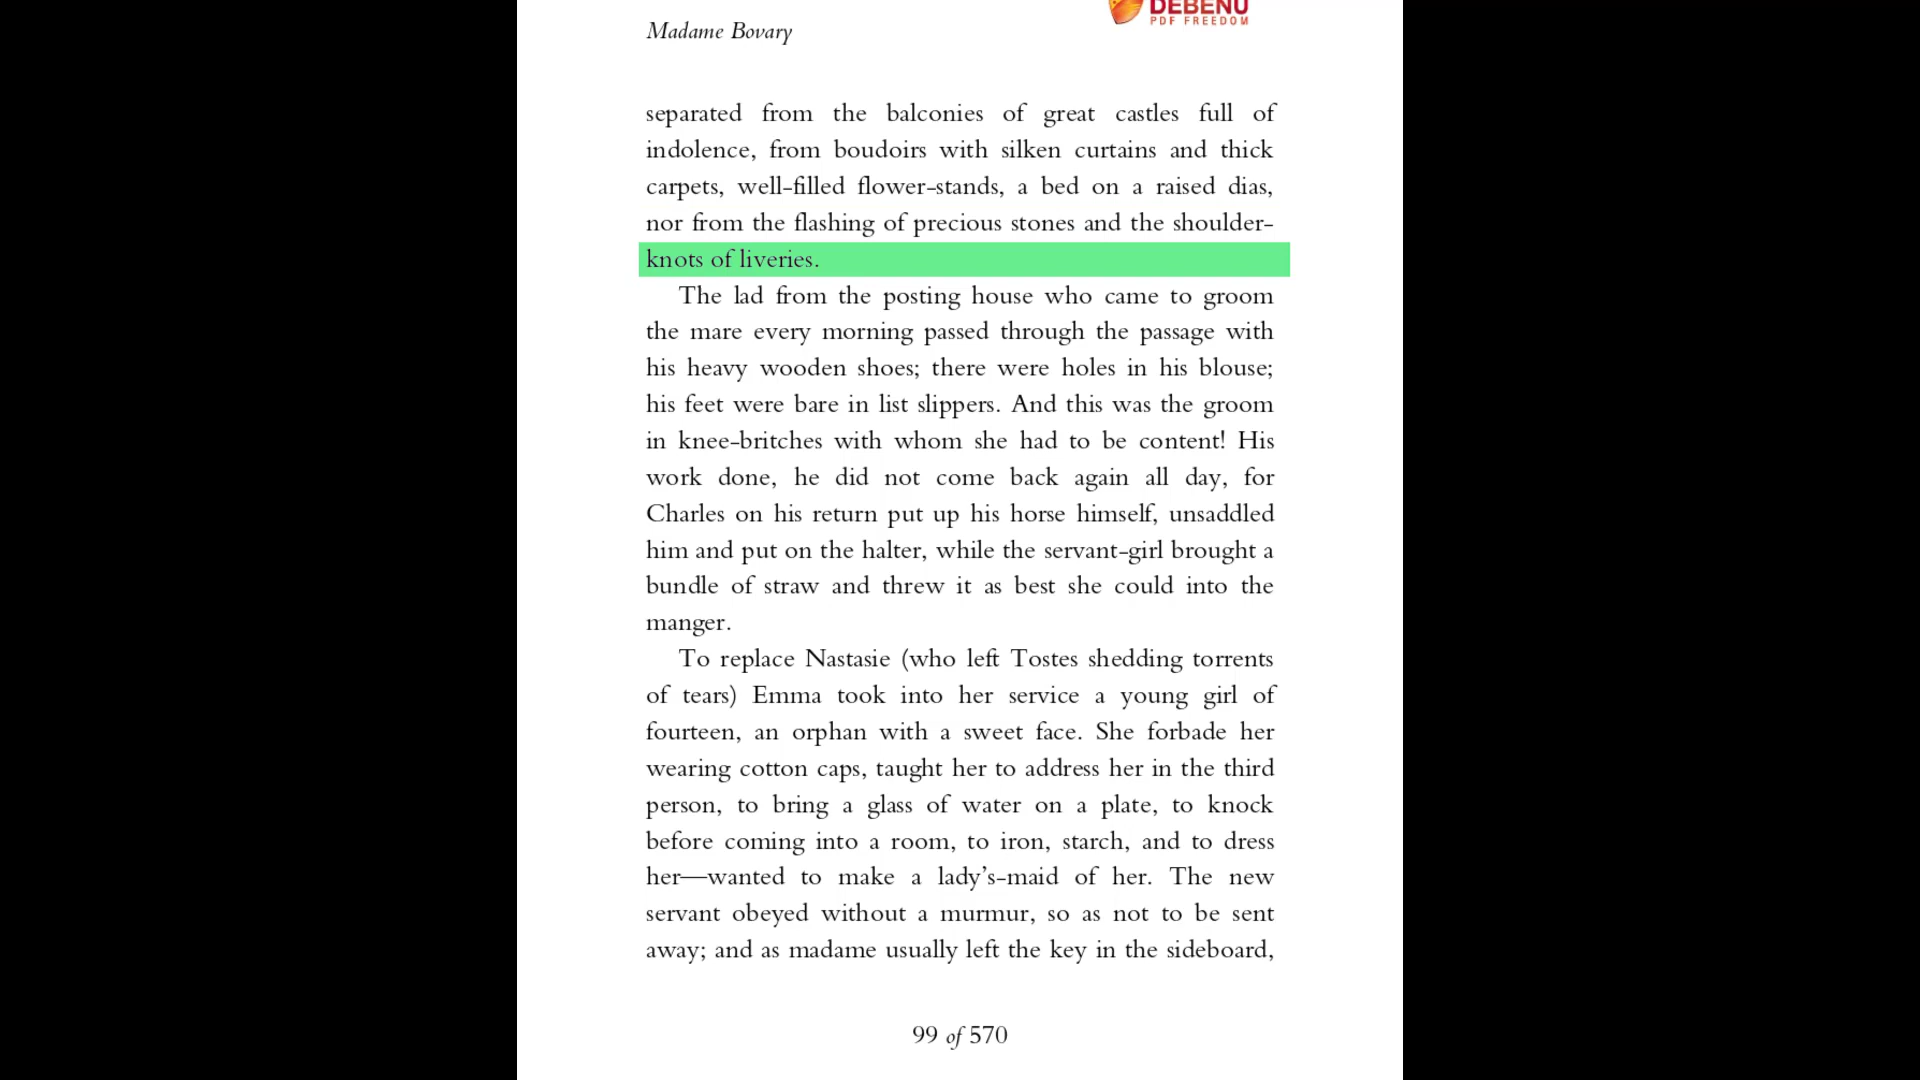 DEBENU
PDF FREEDOM
Madame Bovary
separated from the balconies of great castles full of
indolence, from boudoirs with silken curtains and thick
carpets, well-filled flower-stands, a bed on a raised dias,
nor from the flashing of precious stones and the shoulder-
knots of liveries.
The lad from the posting house who came to groom
the mare every morning passed through the passage with
his heavy wooden shoes; there were holes in his blouse;
his feet were bare in list slippers. And this was the groom
in knee-britches with whom she had to be content! His
work done, he did not come back again all day, for
Charles on his return put up his horse himself, unsaddled
him and put on the halter, while the servant-girl brought a
bundle of straw and threw it as best she could into the
manger.
To replace Nastasie (who left Tostes shedding torrents
of tears) Emma took into her service a young girl of
fourteen, an orphan with a sweet face. She forbade her
wearing cotton caps, taught her to address her in the third
person, to bring a glass of water on a plate, to knock
before coming into a room, to iron, starch, and to dress
her—wanted to make a lady’s-maid of her. The new
servant obeyed without a murmur, so as not to be sent
away; and as madame usually left the key in the sideboard,
99 of 570